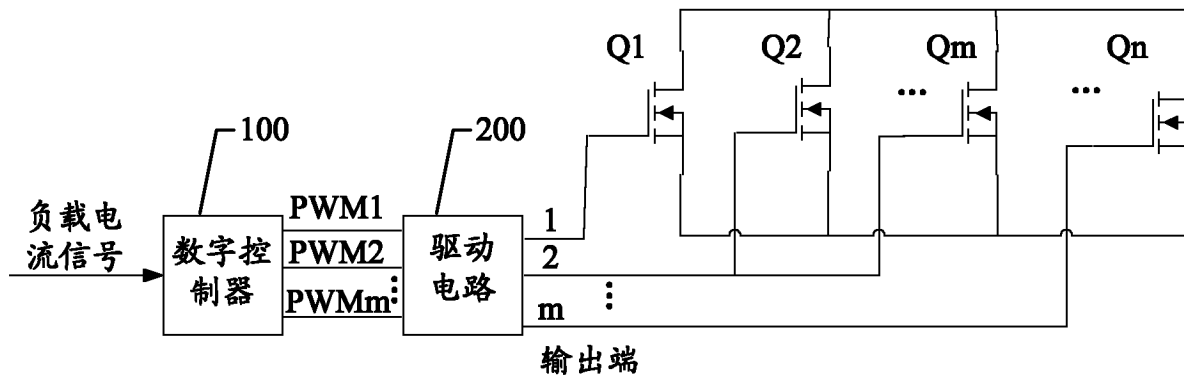 Q1
Q2
Qm
Qn
...
...
100
200
负载电
流信号
数字控
制器
PWM1
PWM2
PWMm
驱动
电路
1
2
m
输出端